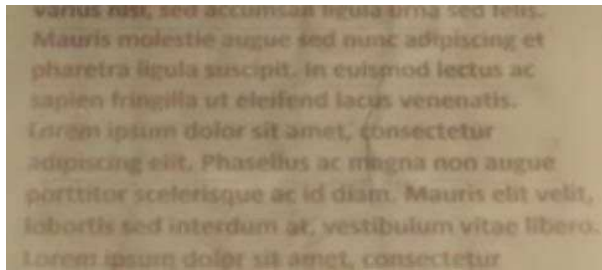 varius nisi, sed accumsan ligula urna sed felis.
Mauris molestie augue sed nunc adipiscing et
pharetra ligula suscipit. In euismod lectus ac
sapien fringilla ut eleifend lacus venenatis.
Lorem ipsum dolor sit amet, consectetur
adipiscing elit. Phasellus ac magna non augue
porttitor scelerisque ac id diam. Mauris elit velit,
lobortis sed interdum at, vestibulum vitae libero.
Lorem ipsum dolor sit amet, consectetur